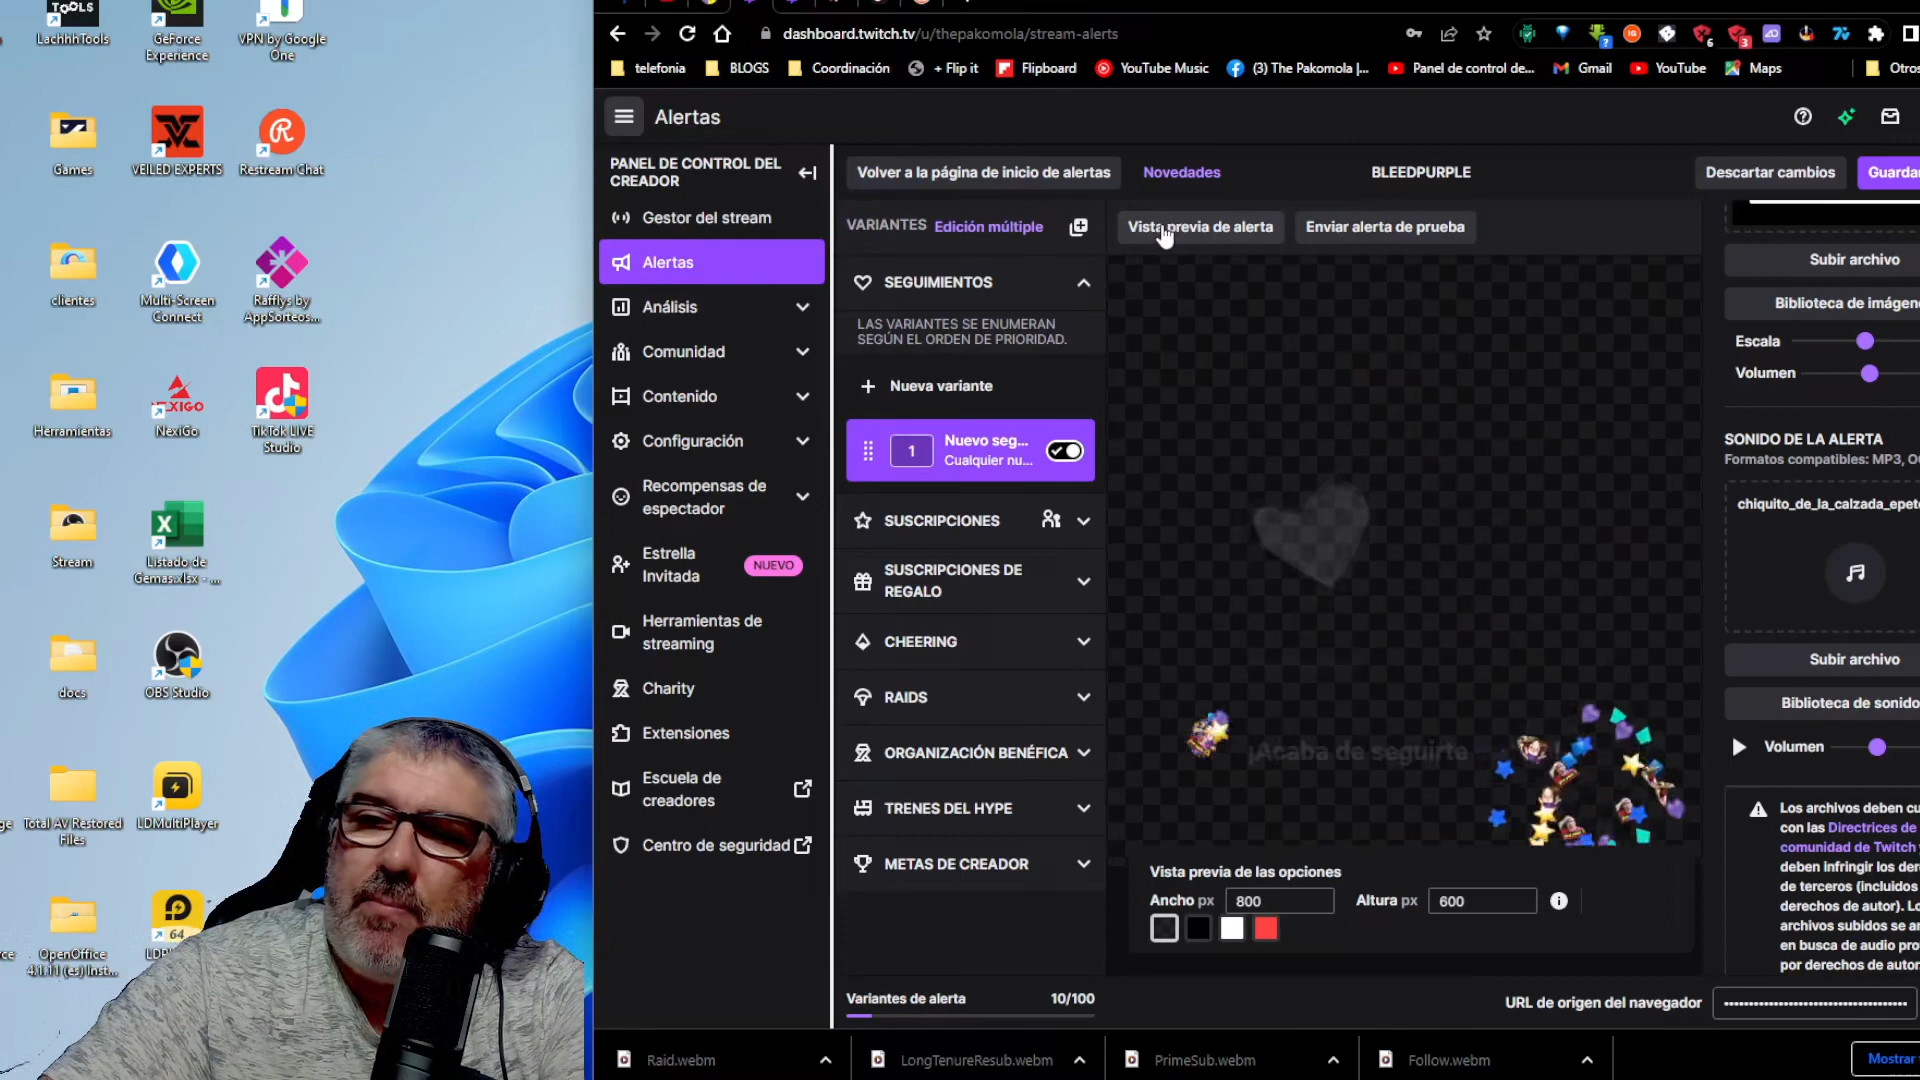 TOOLS
LachhhTools
GeForce
Experience
VPN by Google
One
Games
VEILED EXPERTS
Restream Chat
clientes
Multi-Screen
Connect
Rafflys by
AppSorteos...
Herramientas
NEXIGO
NexiGo
TikTok LIVE
Studio
Stream
Listado de
Gemas.xlsx - ...
docs
OBS Studio
Total AV Restored
Files
LDMultiPlayer
64
OpenOffice
4.1.11 (es) Inst...
dashboard.twitch.tv/u/thepakomola/stream-alerts
telefonia
BLOGS
Coordinación
+ Flip it
Flipboard
YouTube Music
(3) The Pakomola |...
Panel de control de...
Gmail
YouTube
Maps
Otros
Alertas
PANEL DE CONTROL DEL
CREADOR
Gestor del stream
Alertas
Análisis
Comunidad
Contenido
Configuración
Recompensas de
espectador
Estrella
Invitada
NUEVO
Herramientas de
streaming
Charity
Extensiones
Escuela de
creadores
Centro de seguridad
Volver a la página de inicio de alertas
Novedades
BLEEDPURPLE
Descartar cambios
Guardar
VARIANTES
Edición múltiple
Vista previa de alerta
Enviar alerta de prueba
SEGUIMIENTOS
LAS VARIANTES SE ENUMERAN
SEGÚN EL ORDEN DE PRIORIDAD.
+ Nueva variante
1
Nuevo seg...
Cualquier nu...
SUSCRIPCIONES
SUSCRIPCIONES DE
REGALO
CHEERING
RAIDS
ORGANIZACIÓN BENÉFICA
TRENES DEL HYPE
METAS DE CREADOR
Variantes de alerta
10/100
¡Acaba de seguirte
Vista previa de las opciones
Ancho px
800
Altura px
600
Subir archivo
Biblioteca de imágene
Escala
Volumen
SONIDO DE LA ALERTA
Formatos compatibles: MP3, O
chiquito_de_la_calzada_epet
Subir archivo
Biblioteca de sonido
Volumen
Los archivos deben cu
con las Directrices de
comunidad de Twitch y
deben infringir los der
de terceros (incluidos
derechos de autor). Lo
archivos subidos se an
en busca de audio pro
por derechos de autor.
URL de origen del navegador
Raid.webm
LongTenureResub.webm
PrimeSub.webm
Follow.webm
Mostrar